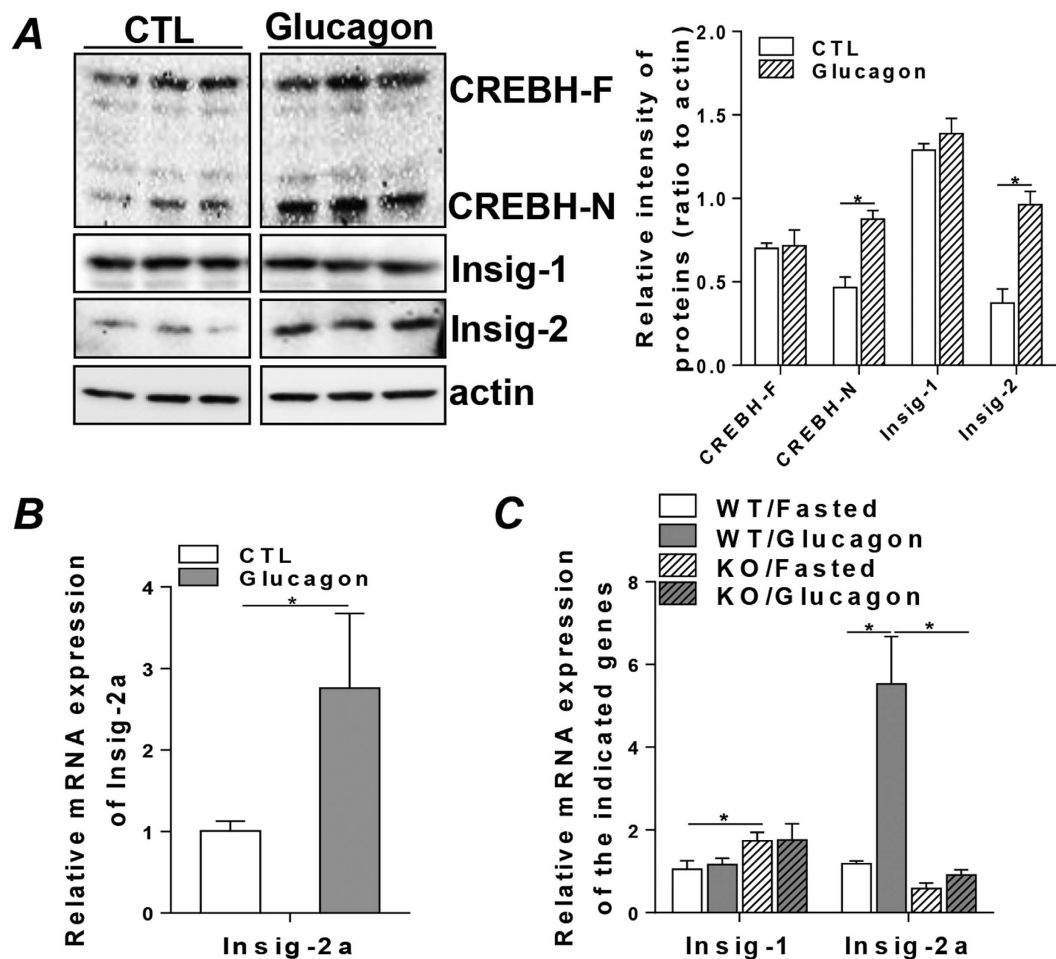 A
CTL
Glucagon
CREBH-F
CREBH-N
Insig-1
Insig-2
actin
Relative intensity of
proteins (ratio to actin)
2.0
1.5
1.0
0.5
0.0
CTL
Glucagon
*
*
CREBH-F
CREBH-N
Insig-1
Insig-2
B
Relative mRNA expression
of Insig-2a
CTL
Glucagon
4
3
2
1
0
*
Insig-2a
C
WT/Fasted
WT/Glucagon
KO/Fasted
KO/Glucagon
Relative mRNA expression
of the indicated genes
8
6
4
2
0
*
*
*
Insig-1
Insig-2a